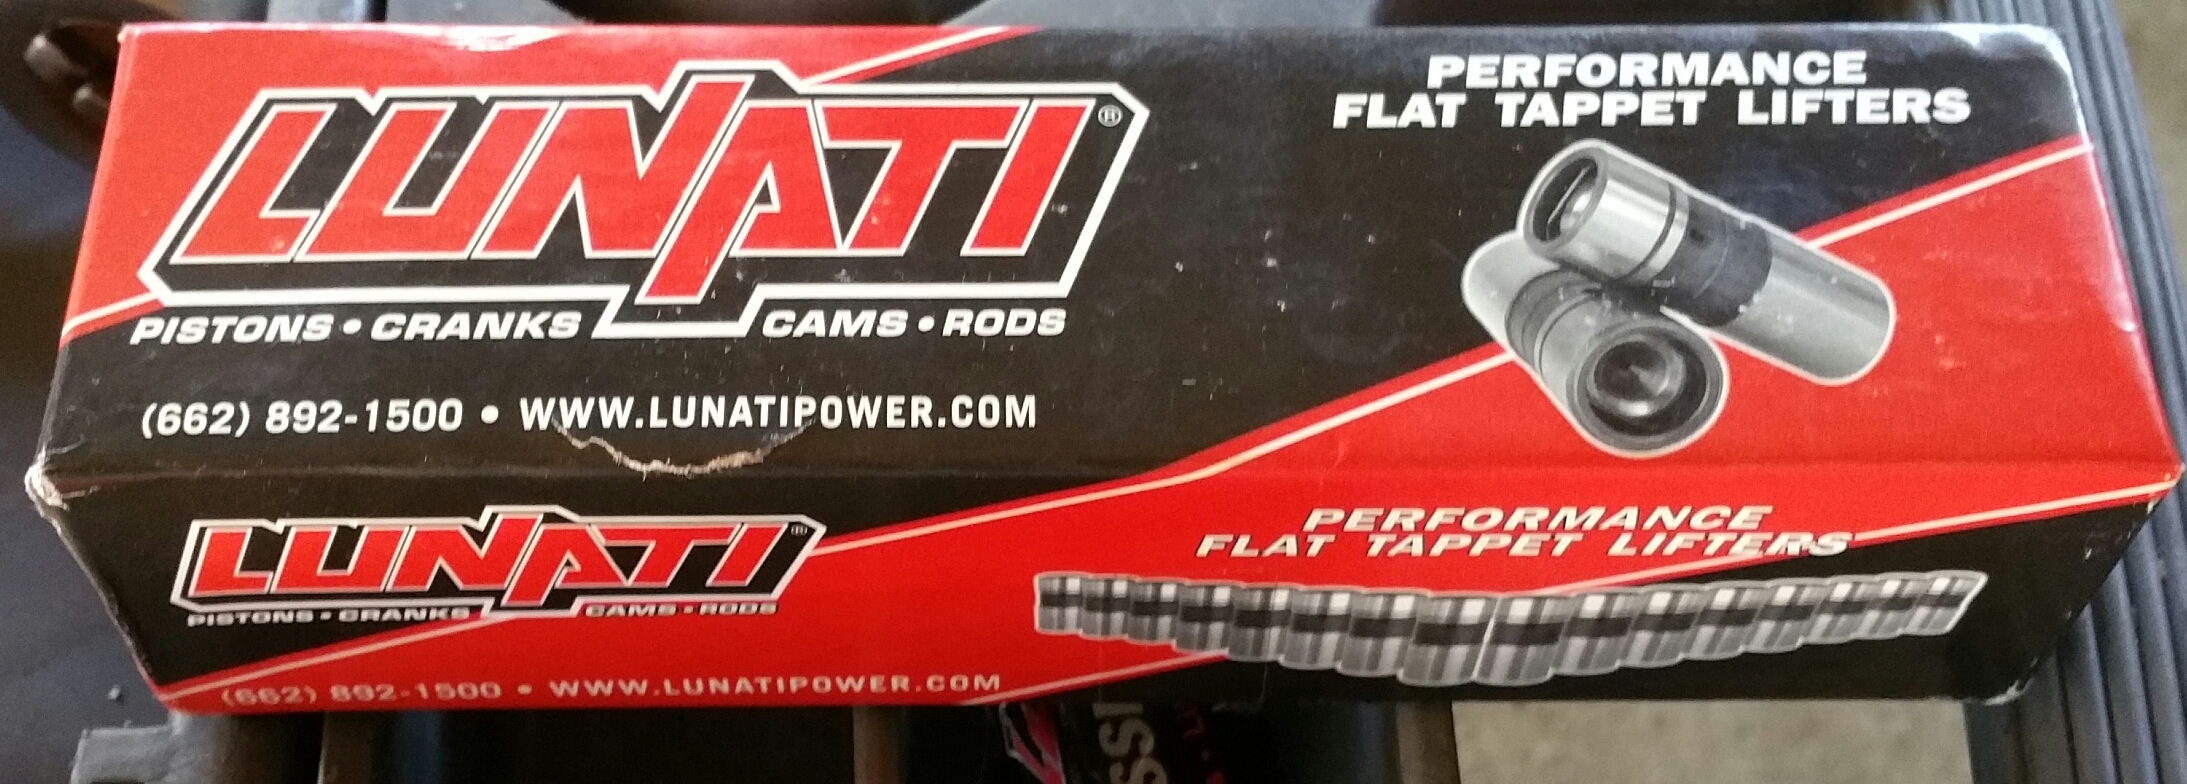 LUNATI®
PISTONS • CRANKS CAMS • RODS
(662) 892-1500 • WWW.LUNATIPOWER.COM
PERFORMANCE
FLAT TAPPET LIFTERS
LUNATI®
PISTONS • CRANKS CAMS • RODS
(662) 892-1500 • WWW.LUNATIPOWER.COM
PERFORMANCE
FLAT TAPPET LIFTERS